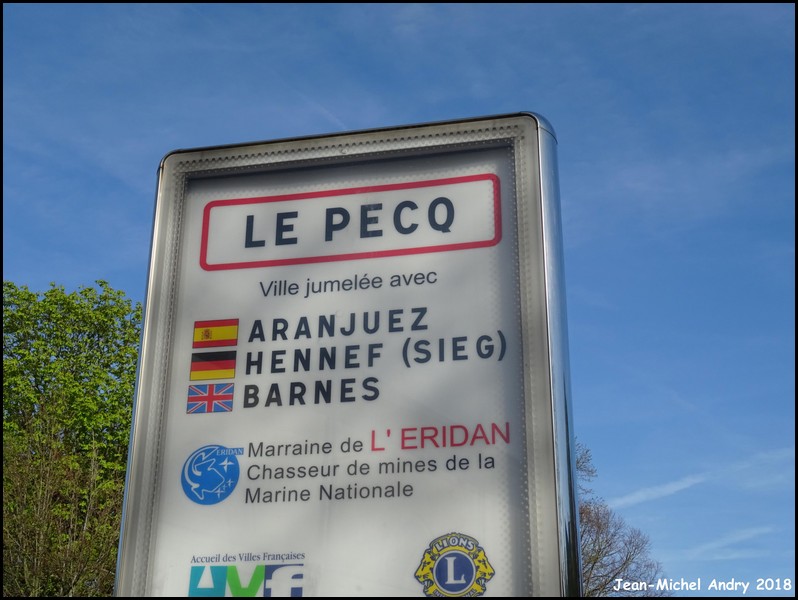 LE PECQ
Ville jumelée avec
ARANJUEZ
HENNEF (SIEG)
BARNES
ERIDAN
Marraine de L' ERIDAN
Chasseur de mines de la
Marine Nationale
Accueil des Villes Françaises
AVf
LIONS
L
Jean-Michel Andry 2018